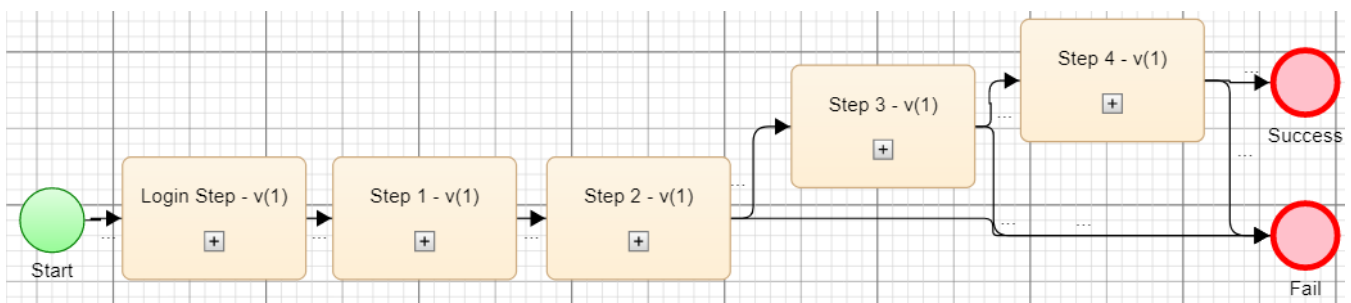 Start
Login Step - v(1)
Step 1 - v(1)
Step 2 - v(1)
Step 3 - v(1)
Step 4 - v(1)
Success
Fail
...
...
...
...
...
...
...
...
...